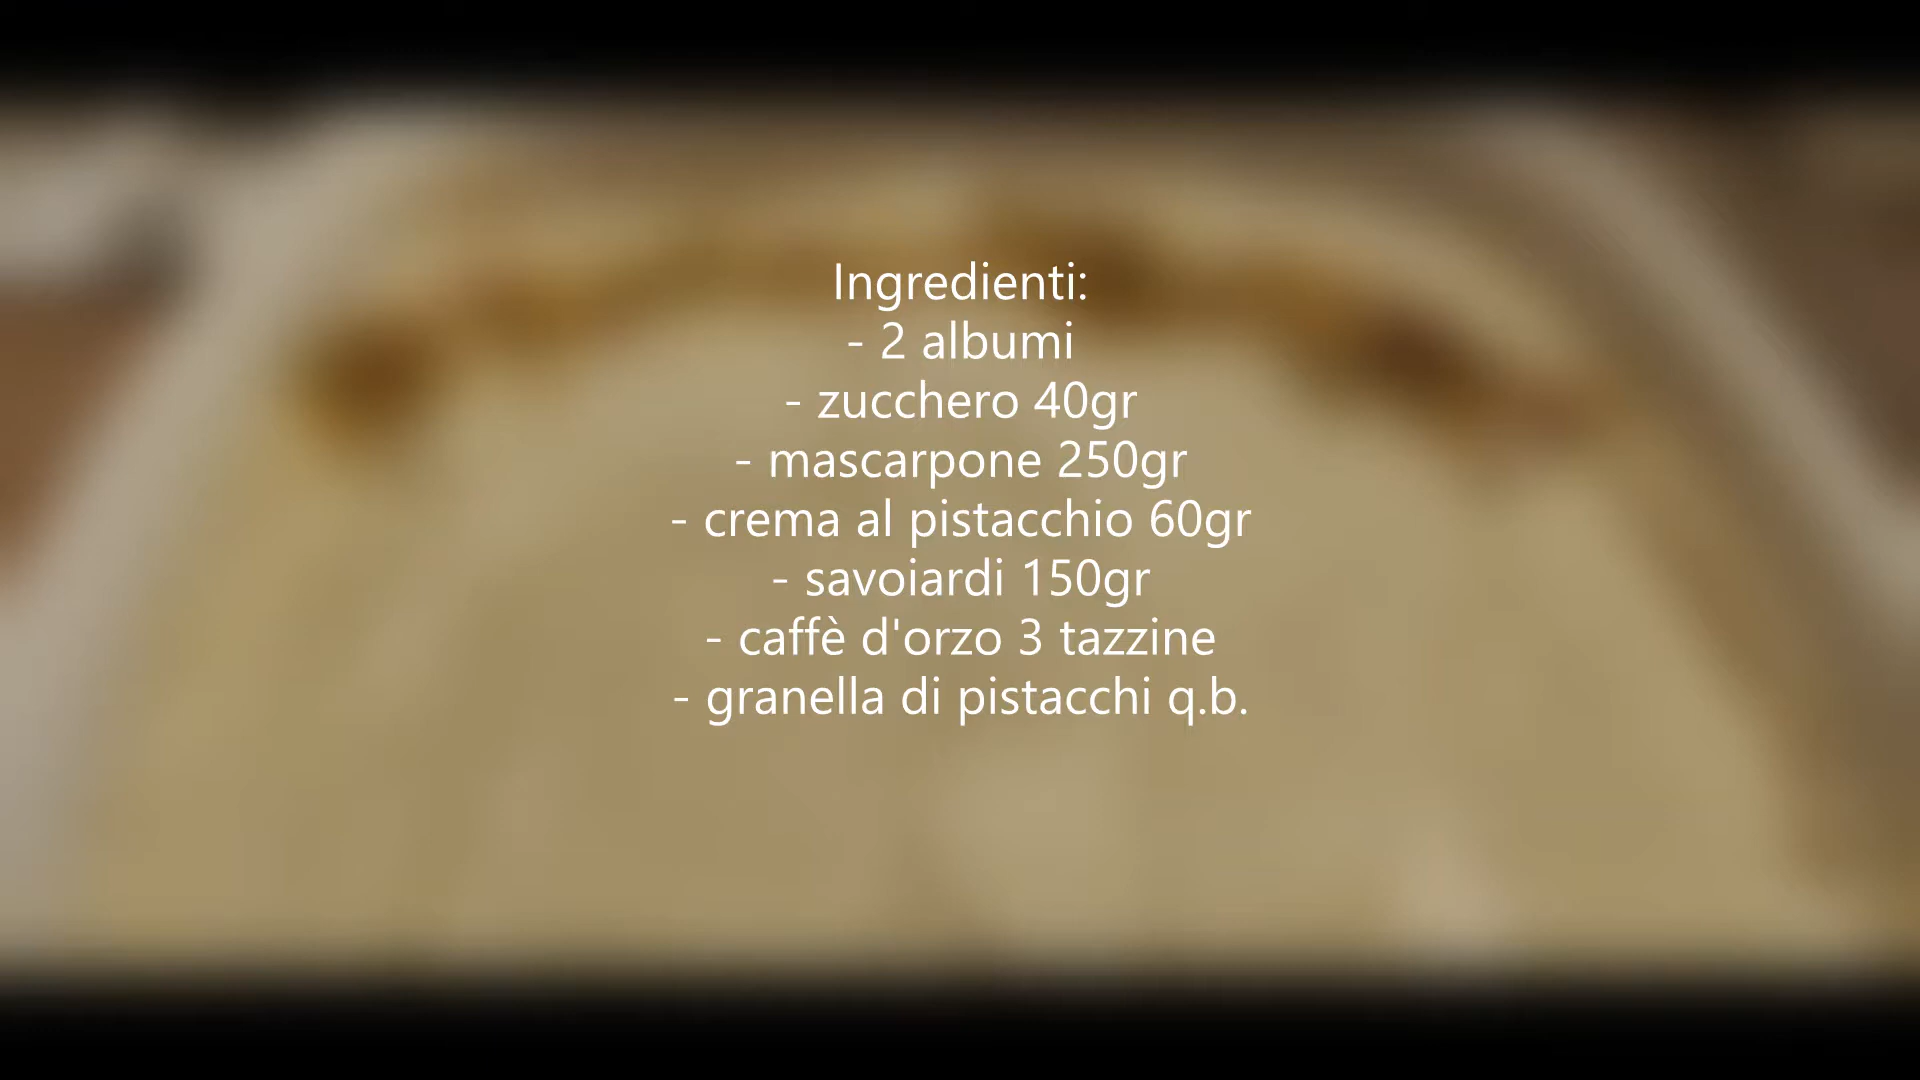 Ingredienti:
- 2 albumi
- zucchero 40gr
- mascarpone 250gr
- crema al pistacchio 60gr
- savoiardi 150gr
- caffè d'orzo 3 tazzine
- granella di pistacchi q.b.